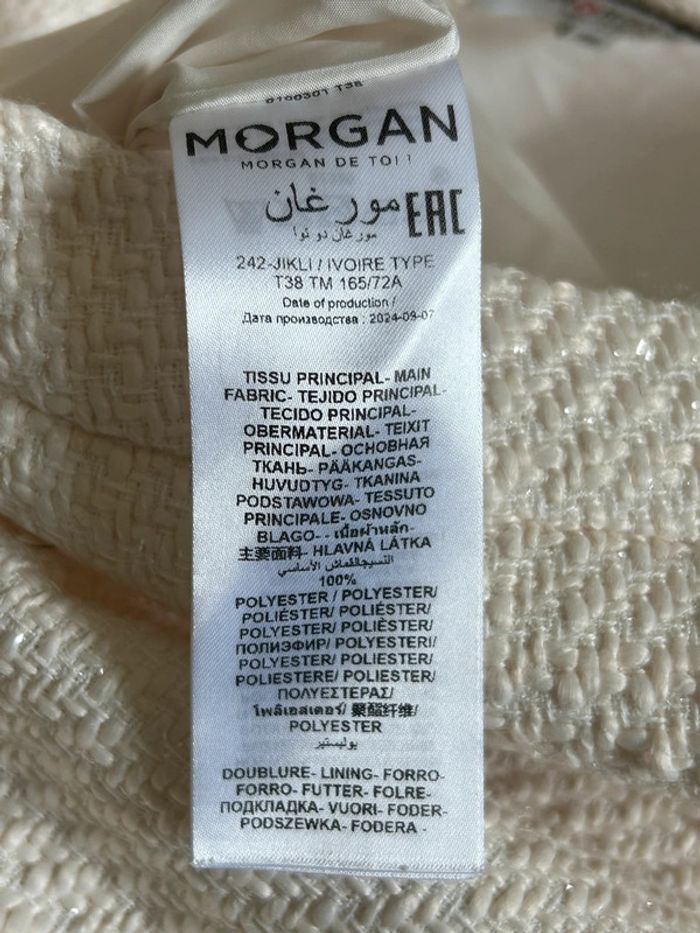 0100301 T38
MORGAN
MORGAN DE TOI !
مورغان
EAC
مورغان دو توا
242-JIKLI / IVOIRE TYPE
T38 TM 165/72A
Date of production /
Дата производства : 2024-09-07
TISSU PRINCIPAL- MAIN
FABRIC- TEJIDO PRINCIPAL-
TECIDO PRINCIPAL-
OBERMATERIAL- TEIXIT
PRINCIPAL- ОСНОВНАЯ
ТКАНЬ- PÄÄKANGAS-
HUVUDTYG- TKANINA
PODSTAWOWA- TESSUTO
PRINCIPALE- OSNOVNO
BLAGO- - เนื้อผ้าหลัก-
主要面料- HLAVNÁ LÁTKA
الأساسي
100%
POLYESTER / POLYESTER/
POLIÉSTER/ POLIÉSTER/
POLYESTER/ POLIÈSTER/
ПОЛИЭФИР/ POLYESTERI/
POLYESTER/ POLIESTER/
POLIESTERE/ POLIESTER/
ΠΟΛΥΕΣΤΕΡΑΣ/
โพลิเอสเตอร์/ 聚酯纤维/
POLYESTER
بوليستير
DOUBLURE- LINING- FORRO-
FORRO- FUTTER- FOLRE-
ПОДКЛАДКА- VUORI- FODER-
PODSZEWKA- FODERA -